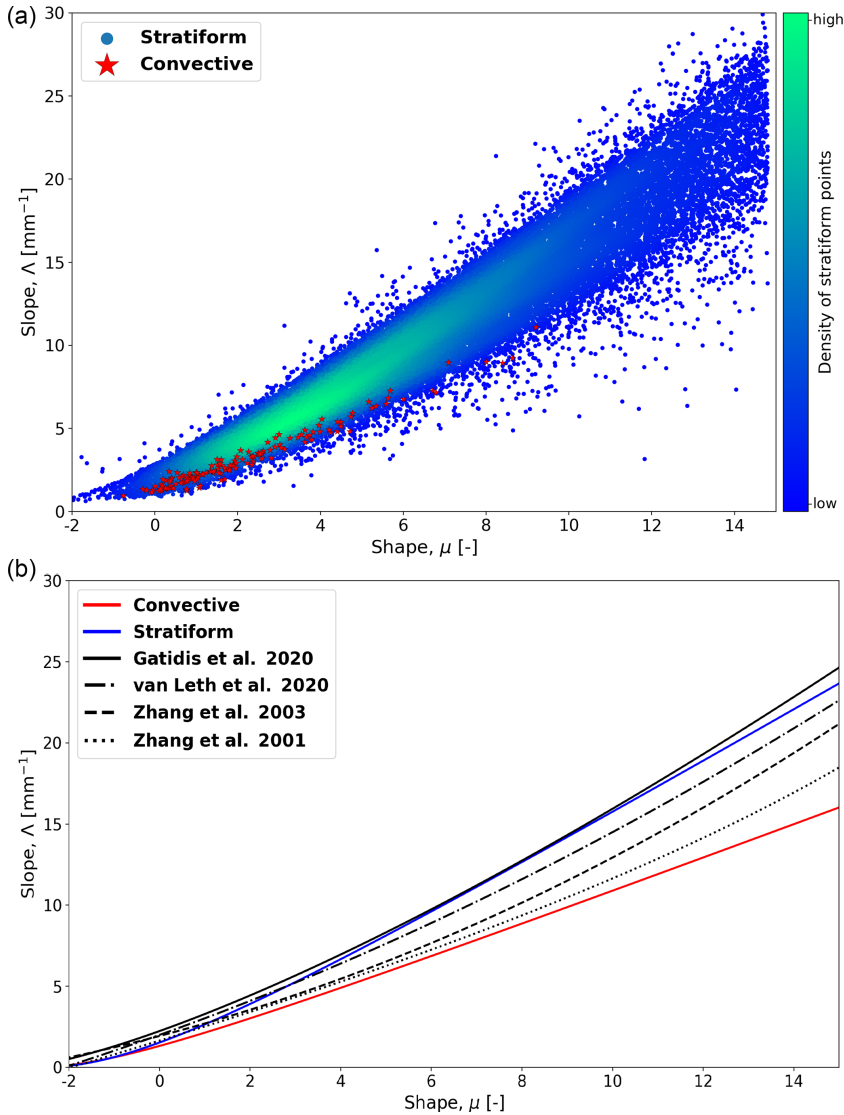 (a)
30
25
20
15
10
5
0
Slope, Λ [mm⁻¹]
Stratiform
Convective
-2 0 2 4 6 8 10 12 14
Shape, μ [-]
high
low
Density of stratiform points
(b)
30
25
20
15
10
5
0
Slope, Λ [mm⁻¹]
Convective
Stratiform
Gatidis et al. 2020
van Leth et al. 2020
Zhang et al. 2003
Zhang et al. 2001
-2 0 2 4 6 8 10 12 14
Shape, μ [-]